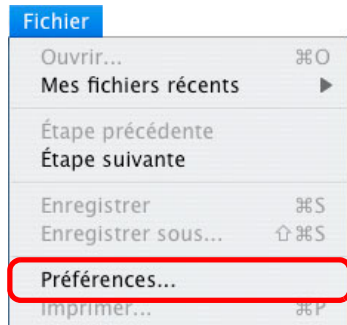 Fichier
Ouvrir... ⌘O
Mes fichiers récents ▶
Étape précédente
Étape suivante
Enregistrer ⌘S
Enregistrer sous... ⇧⌘S
Préférences...
Imprimer... ⌘P